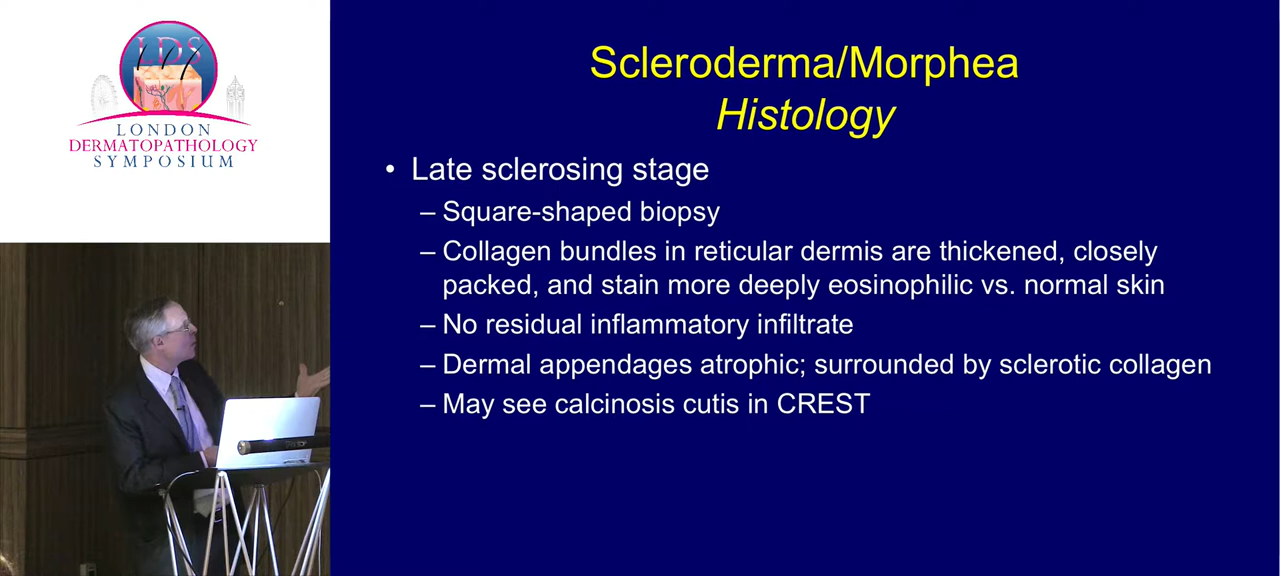 LDS
LONDON
DERMATOPATHOLOGY
SYMPOSIUM
Scleroderma/Morphea
Histology
• Late sclerosing stage
– Square-shaped biopsy
– Collagen bundles in reticular dermis are thickened, closely
packed, and stain more deeply eosinophilic vs. normal skin
– No residual inflammatory infiltrate
– Dermal appendages atrophic; surrounded by sclerotic collagen
– May see calcinosis cutis in CREST